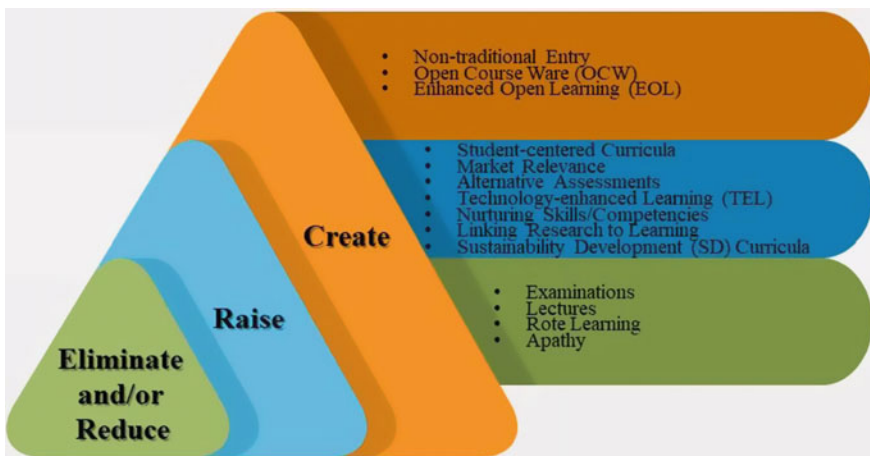 • Non-traditional Entry
• Open Course Ware (OCW)
• Enhanced Open Learning (EOL)
• Student-centered Curricula
• Market Relevance
• Alternative Assessments
• Technology-enhanced Learning (TEL)
• Nurturing Skills/Competencies
• Linking Research to Learning
• Sustainability Development (SD) Curricula
Create
• Examinations
• Lectures
• Rote Learning
• Apathy
Raise
Eliminate
and/or
Reduce